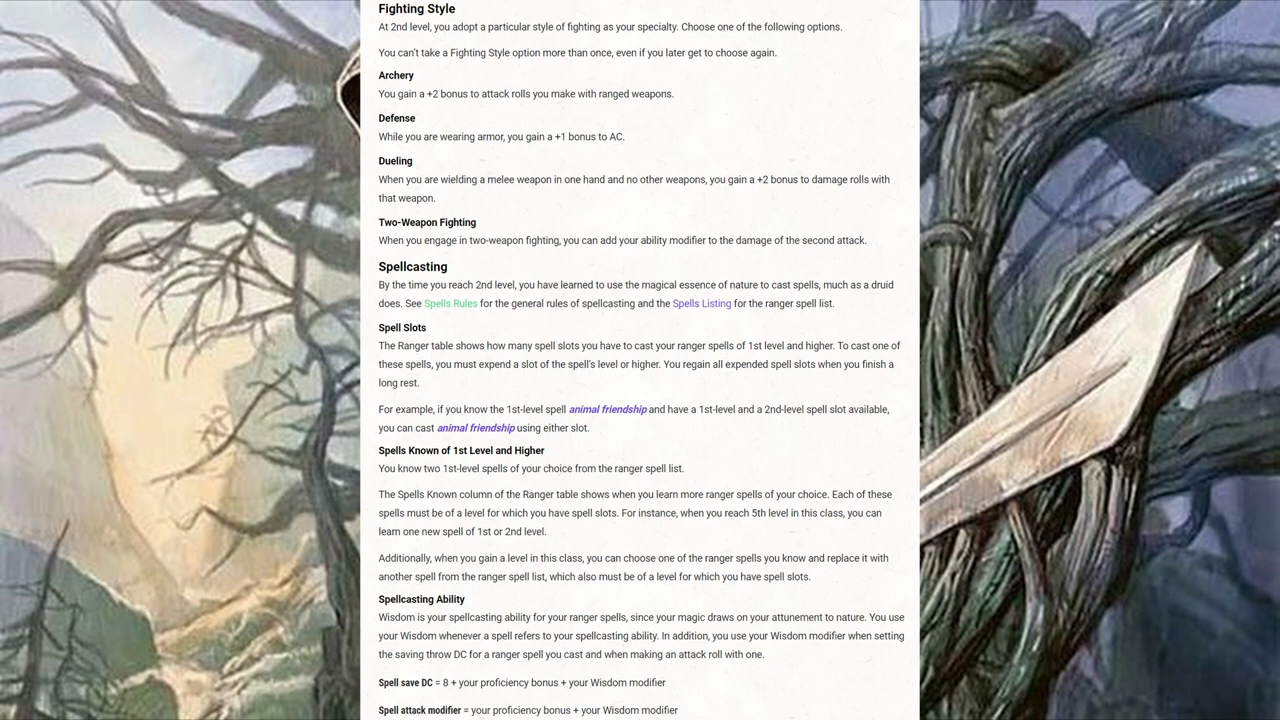 Fighting Style
At 2nd level, you adopt a particular style of fighting as your specialty. Choose one of the following options.
You can't take a Fighting Style option more than once, even if you later get to choose again.
Archery
You gain a +2 bonus to attack rolls you make with ranged weapons.
Defense
While you are wearing armor, you gain a +1 bonus to AC.
Dueling
When you are wielding a melee weapon in one hand and no other weapons, you gain a +2 bonus to damage rolls with
that weapon.
Two-Weapon Fighting
When you engage in two-weapon fighting, you can add your ability modifier to the damage of the second attack.
Spellcasting
By the time you reach 2nd level, you have learned to use the magical essence of nature to cast spells, much as a druid
does. See Spells Rules for the general rules of spellcasting and the Spells Listing for the ranger spell list.
Spell Slots
The Ranger table shows how many spell slots you have to cast your ranger spells of 1st level and higher. To cast one of
these spells, you must expend a slot of the spell's level or higher. You regain all expended spell slots when you finish a
long rest.
For example, if you know the 1st-level spell animal friendship and have a 1st-level and a 2nd-level spell slot available,
you can cast animal friendship using either slot.
Spells Known of 1st Level and Higher
You know two 1st-level spells of your choice from the ranger spell list.
The Spells Known column of the Ranger table shows when you learn more ranger spells of your choice. Each of these
spells must be of a level for which you have spell slots. For instance, when you reach 5th level in this class, you can
learn one new spell of 1st or 2nd level.
Additionally, when you gain a level in this class, you can choose one of the ranger spells you know and replace it with
another spell from the ranger spell list, which also must be of a level for which you have spell slots.
Spellcasting Ability
Wisdom is your spellcasting ability for your ranger spells, since your magic draws on your attunement to nature. You use
your Wisdom whenever a spell refers to your spellcasting ability. In addition, you use your Wisdom modifier when setting
the saving throw DC for a ranger spell you cast and when making an attack roll with one.
Spell save DC = 8 + your proficiency bonus + your Wisdom modifier
Spell attack modifier = your proficiency bonus + your Wisdom modifier